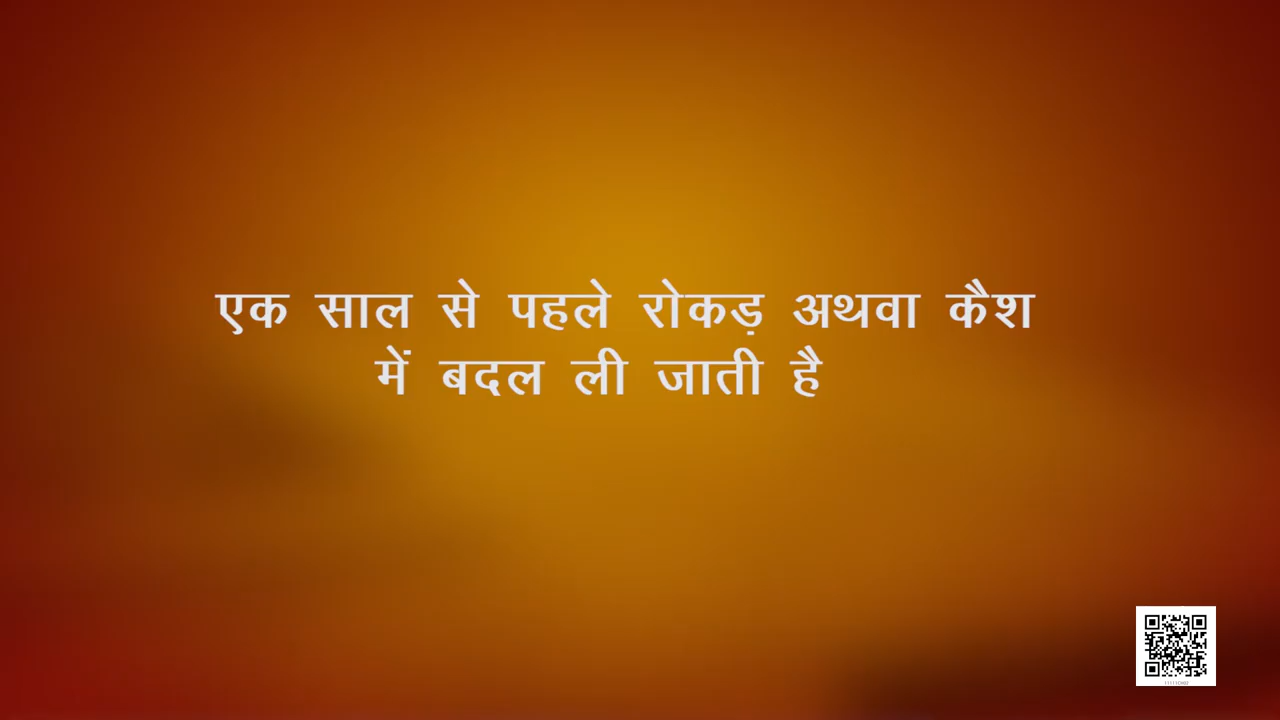 एक साल से पहले रोकड़ अथवा कैश
में बदल ली जाती है